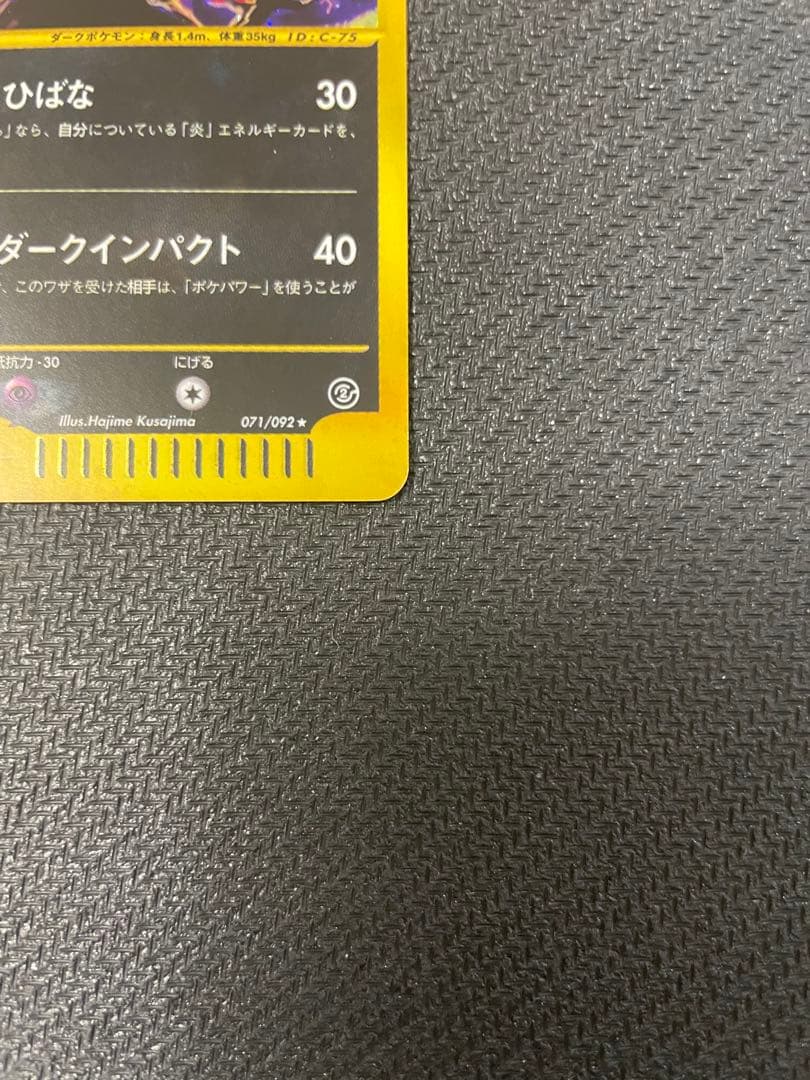 ダークポケモン：身長1.4m、体重35kg ID:C-75
ひばな 30
」なら、自分についている「炎」エネルギーカードを、
ダークインパクト 40
、このワザを受けた相手は、「ポケパワー」を使うことが
抗力 -30 にげる
2
Illus.Hajime Kusajima 071/092★